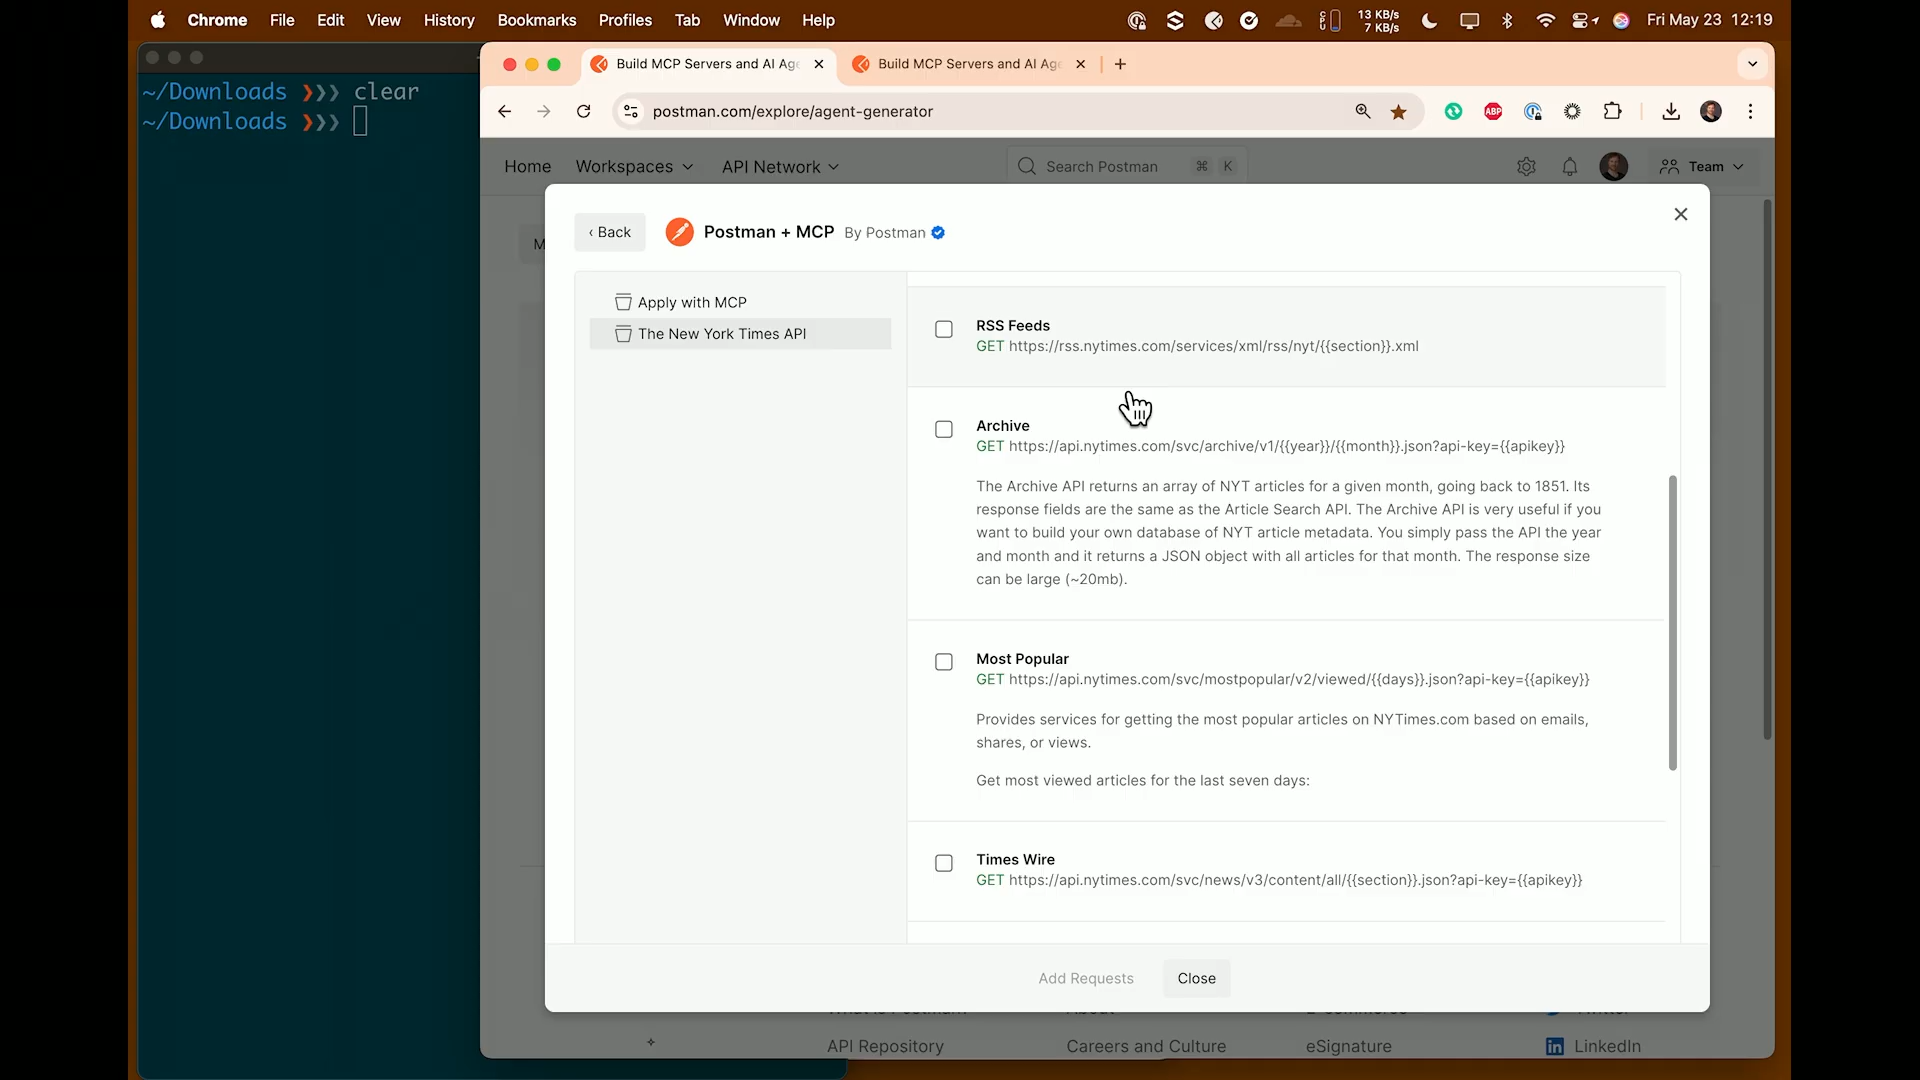 Chrome File Edit View History Bookmarks Profiles Tab Window Help
13 KB/s
7 KB/s
Fri May 23 12:19
Build MCP Servers and AI Age
Build MCP Servers and AI Age
~/Downloads ❯❯❯ clear
~/Downloads ❯❯❯
postman.com/explore/agent-generator
ABP
Home Workspaces API Network Search Postman ⌘ K Team
‹ Back
Postman + MCP By Postman
Apply with MCP
The New York Times API
RSS Feeds
GET https://rss.nytimes.com/services/xml/rss/nyt/{{section}}.xml
Archive
GET https://api.nytimes.com/svc/archive/v1/{{year}}/{{month}}.json?api-key={{apikey}}
The Archive API returns an array of NYT articles for a given month, going back to 1851. Its
response fields are the same as the Article Search API. The Archive API is very useful if you
want to build your own database of NYT article metadata. You simply pass the API the year
and month and it returns a JSON object with all articles for that month. The response size
can be large (~20mb).
Most Popular
GET https://api.nytimes.com/svc/mostpopular/v2/viewed/{{days}}.json?api-key={{apikey}}
Provides services for getting the most popular articles on NYTimes.com based on emails,
shares, or views.
Get most viewed articles for the last seven days:
Times Wire
GET https://api.nytimes.com/svc/news/v3/content/all/{{section}}.json?api-key={{apikey}}
Add Requests Close
API Repository Careers and Culture eSignature LinkedIn